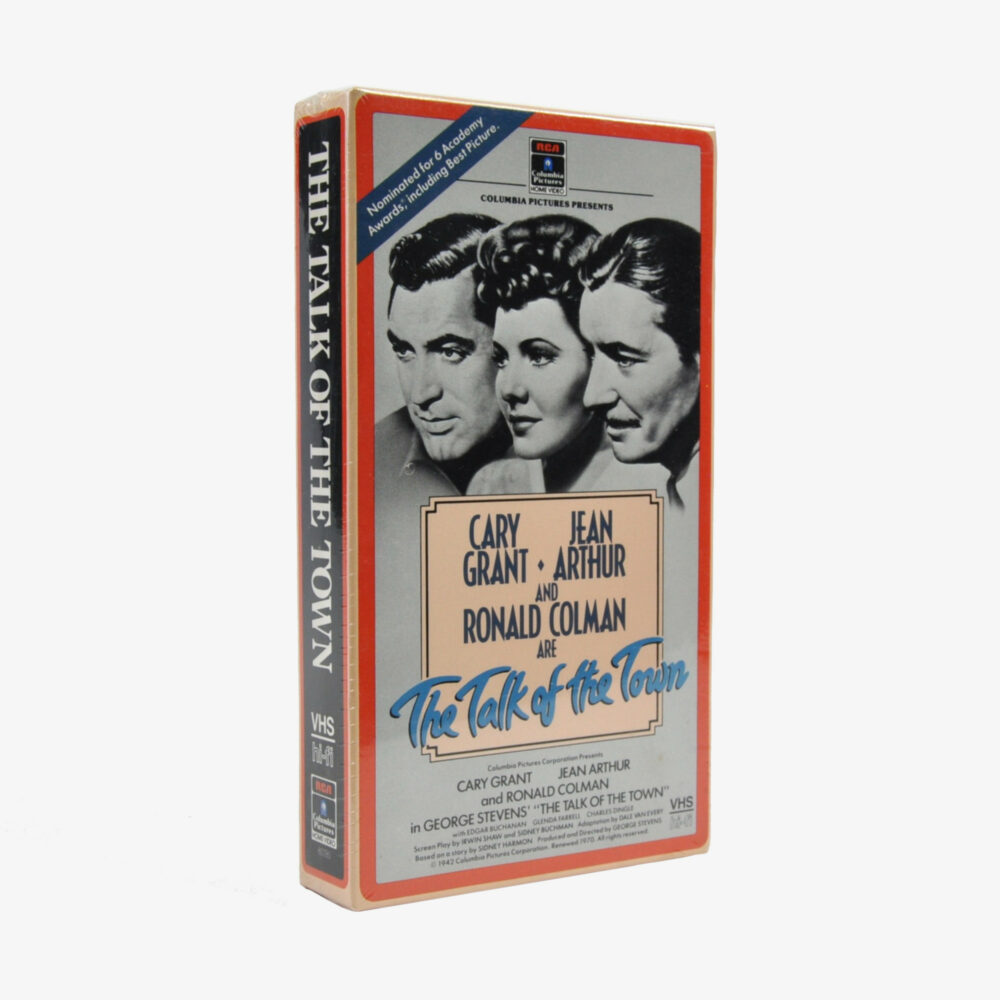 THE TALK OF THE TOWN
VHS
hi-fi
RCA
Columbia
Pictures
HOME VIDEO
Nominated for 6 Academy
Awards,® including Best Picture.
RCA
Columbia
Pictures
HOME VIDEO
COLUMBIA PICTURES PRESENTS
CARY JEAN
GRANT • ARTHUR
AND
RONALD COLMAN
ARE
The Talk of the Town
Columbia Pictures Corporation Presents
CARY GRANT JEAN ARTHUR
and RONALD COLMAN
in GEORGE STEVENS' "THE TALK OF THE TOWN"
with EDGAR BUCHANAN GLENDA FARRELL CHARLES DINGLE
Screen Play by IRWIN SHAW and SIDNEY BUCHMAN Adaptation by DALE VAN EVERY
Based on a story by SIDNEY HARMON Produced and Directed by GEORGE STEVENS
© 1942 Columbia Pictures Corporation. Renewed 1970. All rights reserved.
VHS
hi-fi